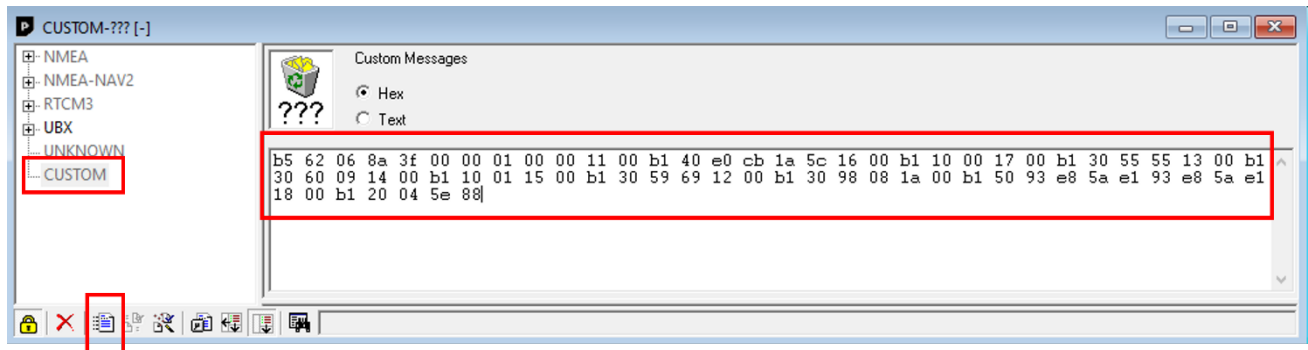 CUSTOM-??? [-]
NMEA
NMEA-NAV2
RTCM3
UBX
UNKNOWN
CUSTOM
???
Custom Messages
Hex
Text
b5 62 06 8a 3f 00 00 01 00 00 11 00 b1 40 e0 cb 1a 5c 16 00 b1 10 00 17 00 b1 30 55 55 13 00 b1
30 60 09 14 00 b1 10 01 15 00 b1 30 59 69 12 00 b1 30 98 08 1a 00 b1 50 93 e8 5a e1 93 e8 5a e1
18 00 b1 20 04 5e 88